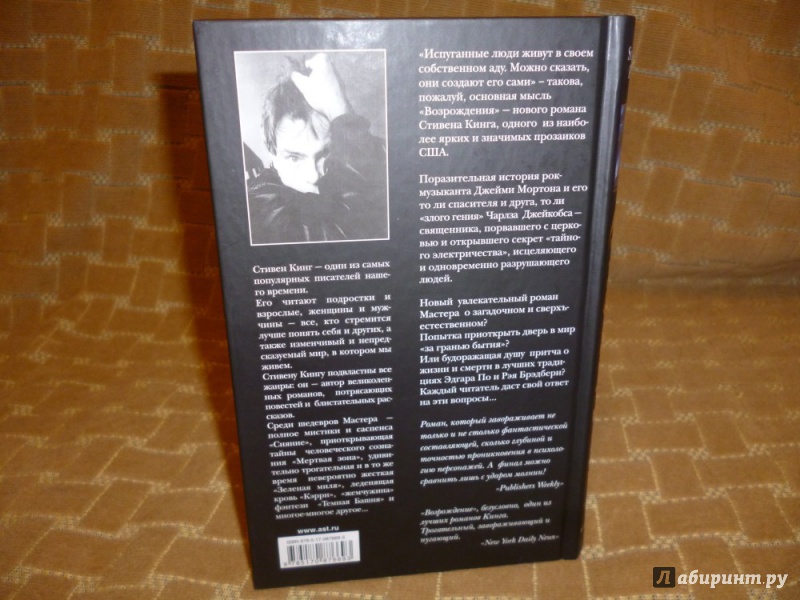 Стивен Кинг – один из самых
популярных писателей наше-
го времени.
Его читают подростки и
взрослые, женщины и муж-
чины – все, кто стремится
лучше понять себя и других, а
также изменчивый и непред-
сказуемый мир, в котором мы
живем.
Стивену Кингу подвластны все
жанры: он – автор великолеп-
ных романов, потрясающих
повестей и блистательных рас-
сказов.
Среди шедевров Мастера –
полное мистики и саспенса
«Сияние», приоткрывающая
тайны человеческого созна-
ния «Мертвая зона», удиви-
тельно трогательная и в то же
время невероятно жесткая
«Зеленая миля», леденящая
кровь «Кэрри», «жемчужина»
фэнтези «Темная Башня» и
многое-многое другое...
www.ast.ru
«Испуганные люди живут в своем
собственном аду. Можно сказать,
они создают его сами» – такова,
пожалуй, основная мысль
«Возрождения» – нового романа
Стивена Кинга, одного из наибо-
лее ярких и значимых прозаиков
США.
Поразительная история рок-
музыканта Джейми Мортона и его
то ли спасителя и друга, то ли
«злого гения» Чарлза Джейкобса –
священника, порвавшего с церко-
вью и открывшего секрет «тайно-
го электричества», исцеляющего
и одновременно разрушающего
людей.
Новый увлекательный роман
Мастера о загадочном и сверхъ-
естественном?
Попытка приоткрыть дверь в мир
«за гранью бытия»?
Или будоражащая душу притча о
жизни и смерти в лучших тради-
циях Эдгара По и Рэя Брэдбери?
Каждый читатель даст свой ответ
на эти вопросы...
Роман, который завораживает не
только и не столько фантастической
составляющей, сколько глубиной и
точностью проникновения в психоло-
гию персонажей. А финал можно
сравнить лишь с ударом молнии!
«Publishers Weekly»
«Возрождение», безусловно, один из
лучших романов Кинга.
Трогательный, завораживающий и
пугающий.
«New York Daily News»
Лабиринт.ру